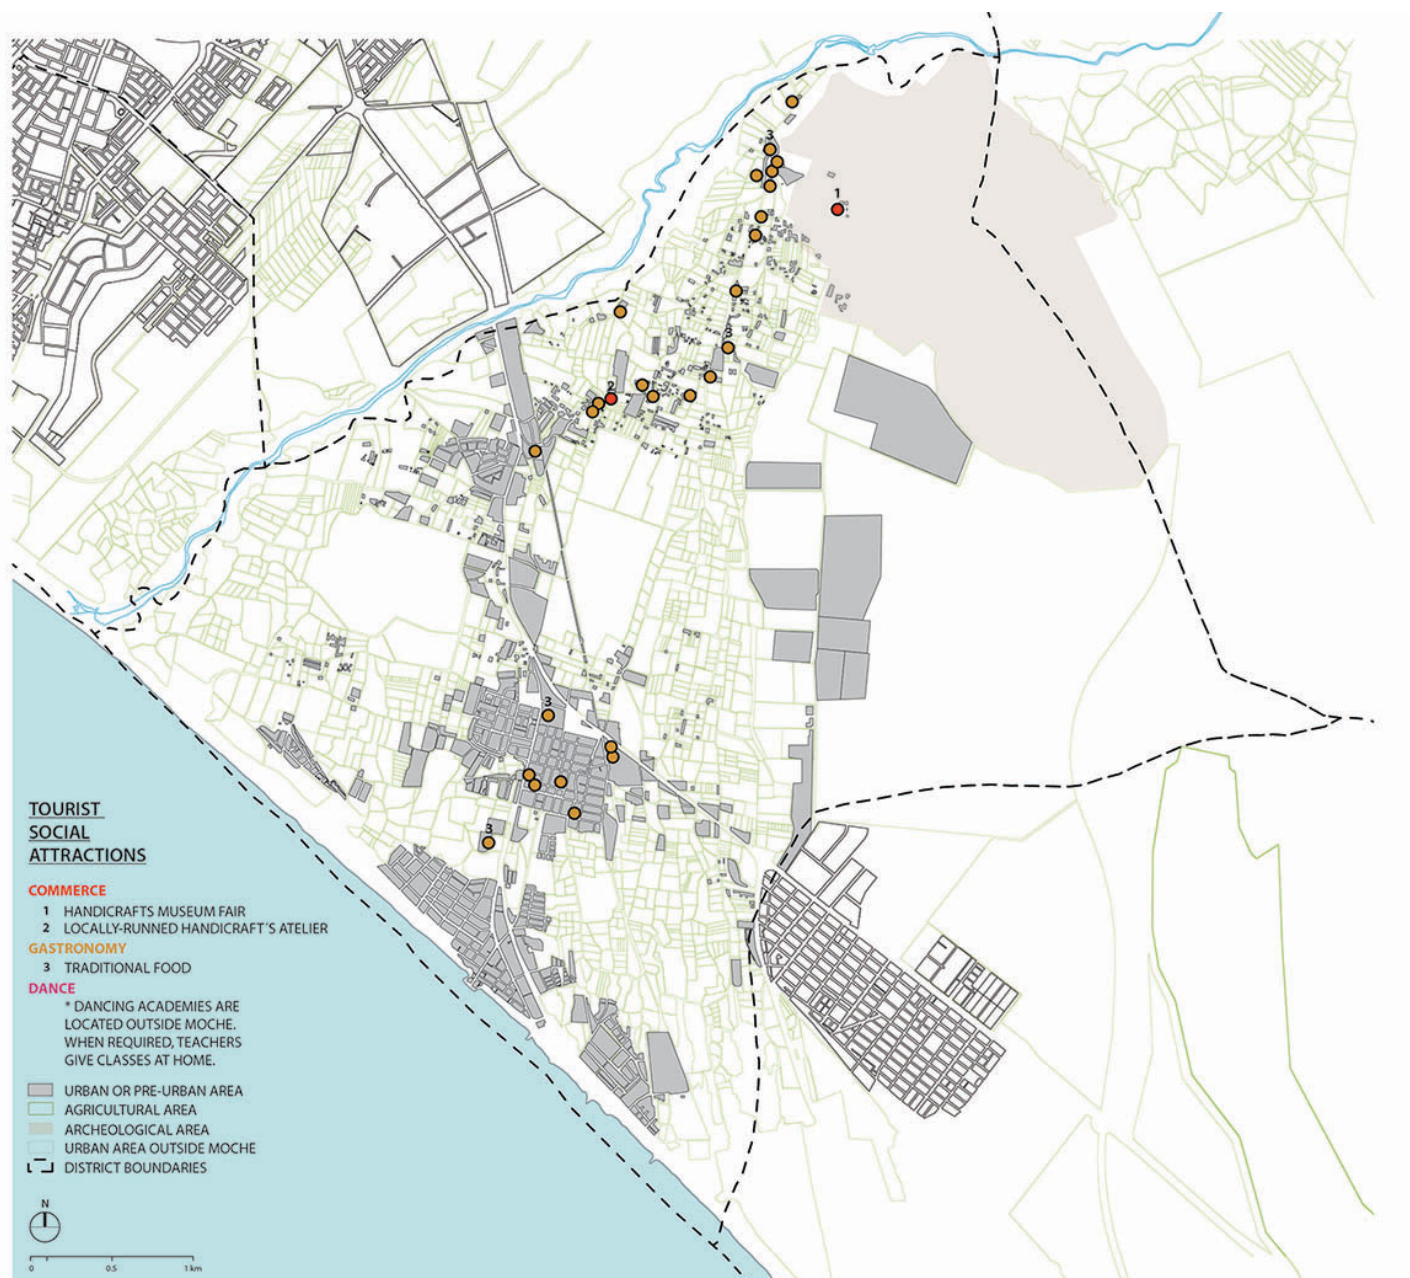 3
1
3
2
3
3
TOURIST
SOCIAL
ATTRACTIONS
COMMERCE
1 HANDICRAFTS MUSEUM FAIR
2 LOCALLY-RUNNED HANDICRAFT´S ATELIER
GASTRONOMY
3 TRADITIONAL FOOD
DANCE
* DANCING ACADEMIES ARE
LOCATED OUTSIDE MOCHE.
WHEN REQUIRED, TEACHERS
GIVE CLASSES AT HOME.
URBAN OR PRE-URBAN AREA
AGRICULTURAL AREA
ARCHEOLOGICAL AREA
URBAN AREA OUTSIDE MOCHE
DISTRICT BOUNDARIES
N
0 0.5 1 km